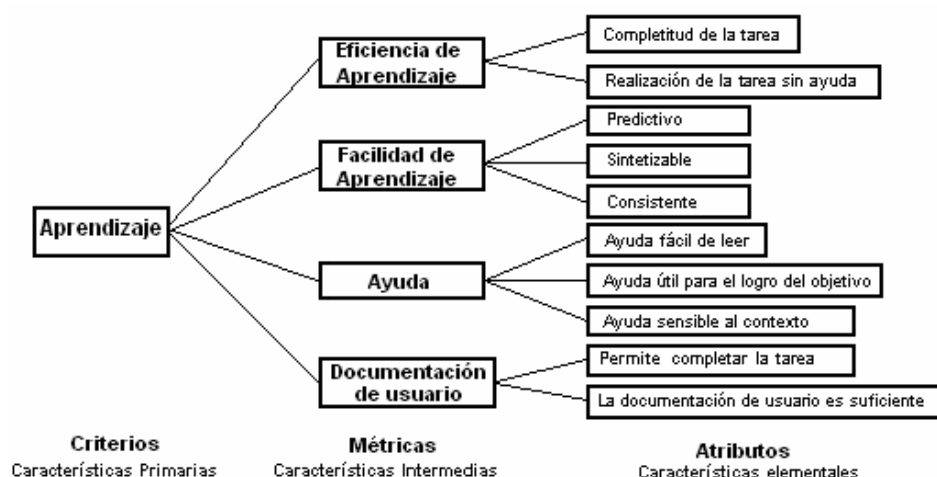 Aprendizaje
Eficiencia de
Aprendizaje
Completitud de la tarea
Realización de la tarea sin ayuda
Facilidad de
Aprendizaje
Predictivo
Sintetizable
Consistente
Ayuda
Ayuda fácil de leer
Ayuda útil para el logro del objetivo
Ayuda sensible al contexto
Documentación
de usuario
Permite completar la tarea
La documentación de usuario es suficiente
Criterios
Características Primarias
Métricas
Características Intermedias
Atributos
Características elementales